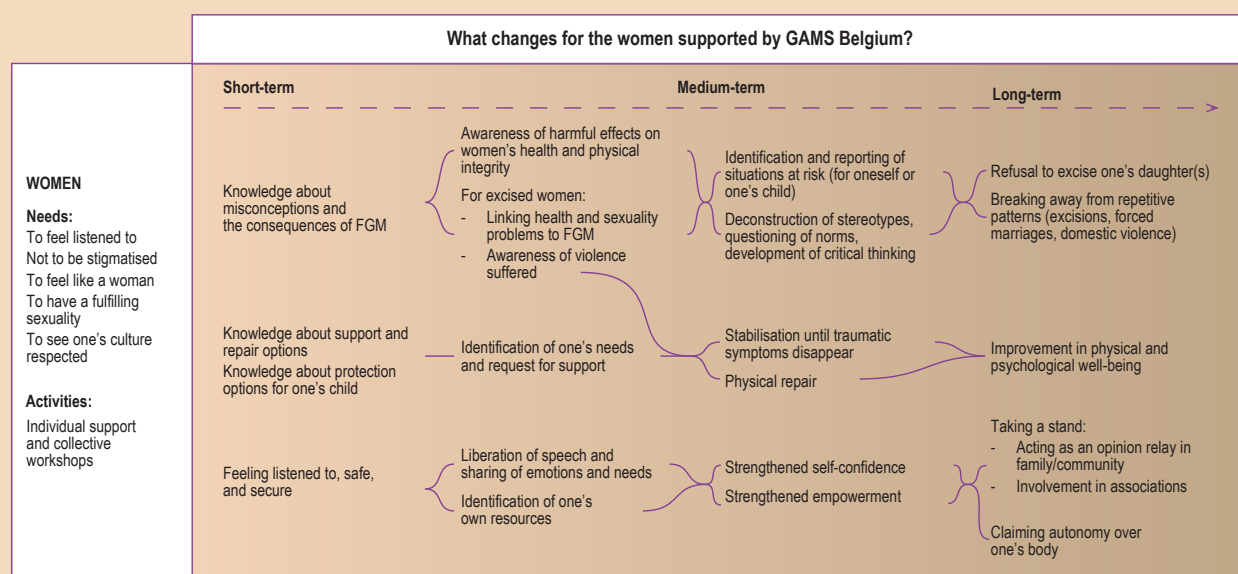 What changes for the women supported by GAMS Belgium?
WOMEN
Needs:
To feel listened to
Not to be stigmatised
To feel like a woman
To have a fulfilling
sexuality
To see one's culture
respected
Activities:
Individual support
and collective
workshops
Short-term
Medium-term
Long-term
Knowledge about
misconceptions and
the consequences of FGM
Awareness of harmful effects on
women's health and physical
integrity
For excised women:
- Linking health and sexuality
problems to FGM
- Awareness of violence
suffered
Identification and reporting of
situations at risk (for oneself or
one's child)
Deconstruction of stereotypes,
questioning of norms,
development of critical thinking
Refusal to excise one's daughter(s)
Breaking away from repetitive
patterns (excisions, forced
marriages, domestic violence)
Knowledge about support and
repair options
Knowledge about protection
options for one's child
Identification of one's needs
and request for support
Stabilisation until traumatic
symptoms disappear
Physical repair
Improvement in physical and
psychological well-being
Feeling listened to, safe,
and secure
Liberation of speech and
sharing of emotions and needs
Identification of one's
own resources
Strengthened self-confidence
Strengthened empowerment
Taking a stand:
- Acting as an opinion relay in
family/community
- Involvement in associations
Claiming autonomy over
one's body